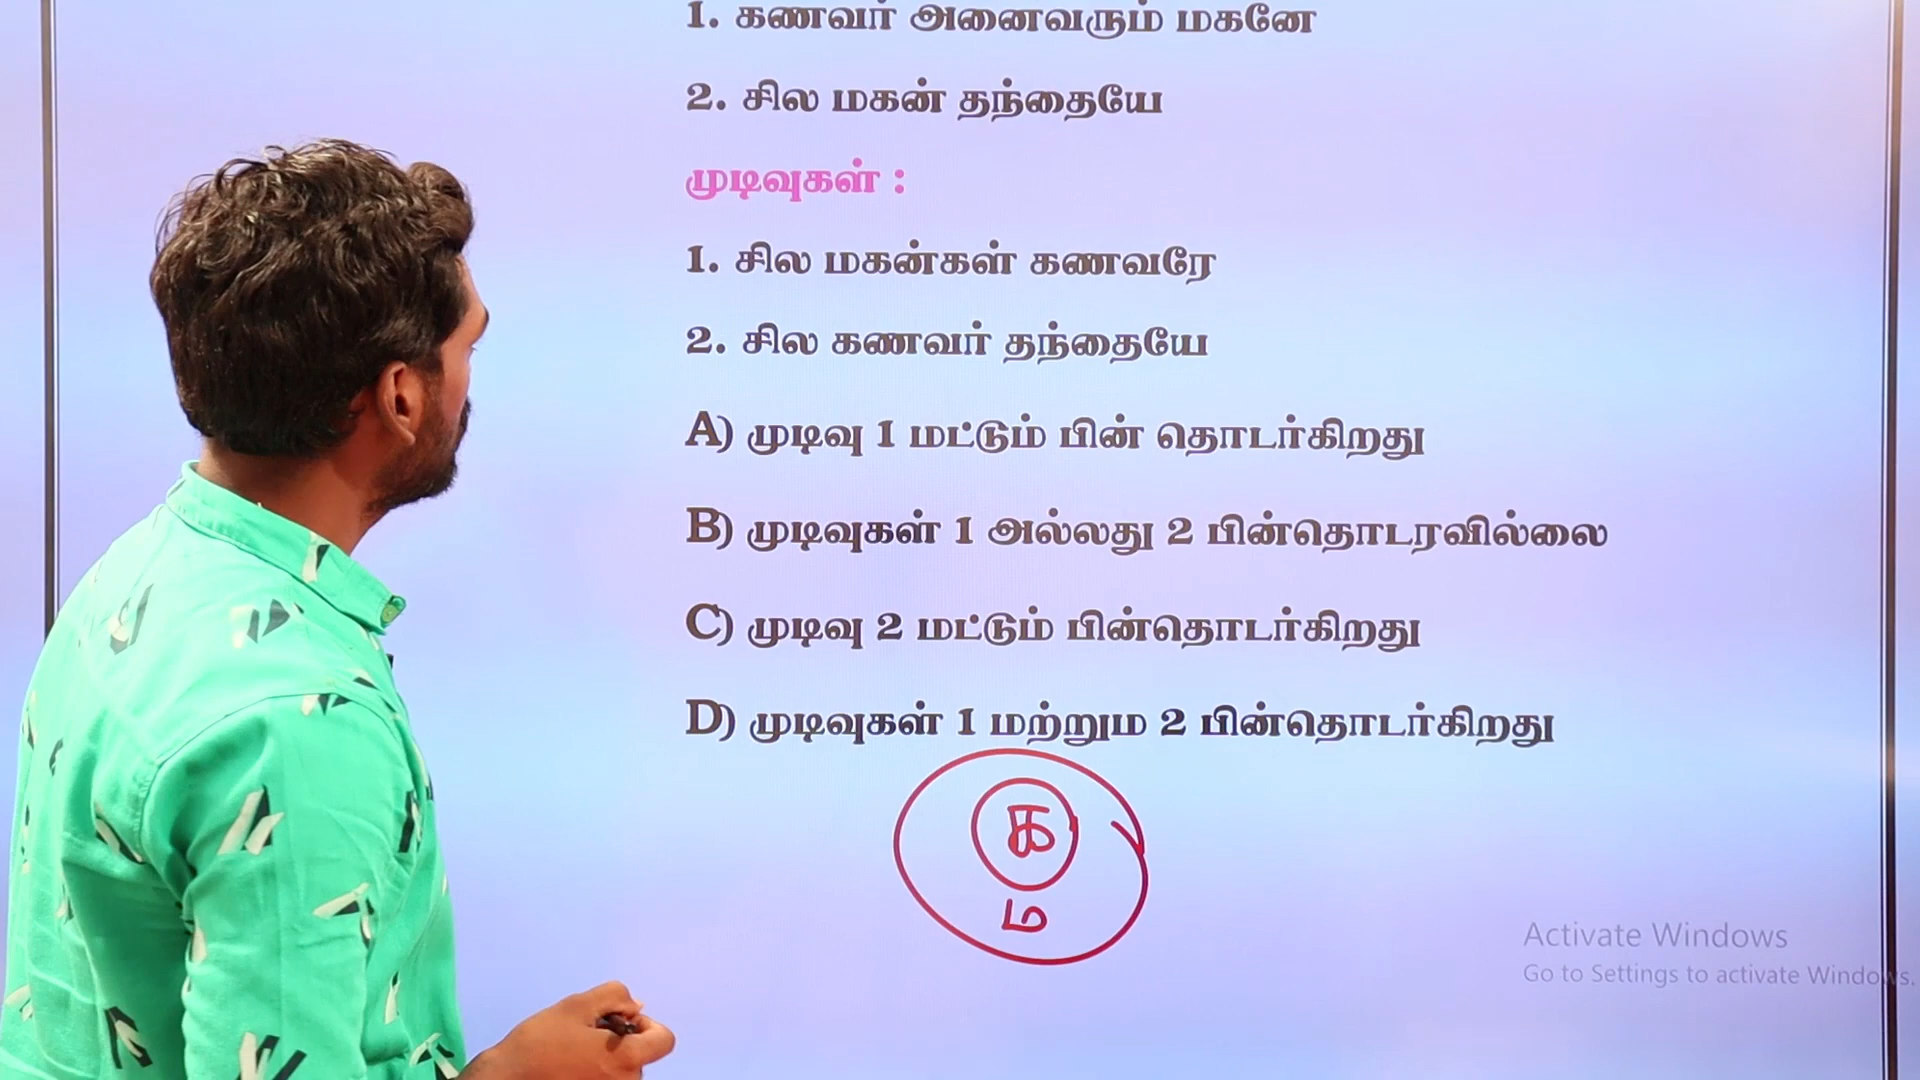 1. கணவர் அனைவரும் மகனே
2. சில மகன் தந்தையே
முடிவுகள் :
1. சில மகன்கள் கணவரே
2. சில கணவர் தந்தையே
A) முடிவு 1 மட்டும் பின் தொடர்கிறது
B) முடிவுகள் 1 அல்லது 2 பின்தொடரவில்லை
C) முடிவு 2 மட்டும் பின்தொடர்கிறது
D) முடிவுகள் 1 மற்றும 2 பின்தொடர்கிறது
க
ம
Activate Windows
Go to Settings to activate Windows.